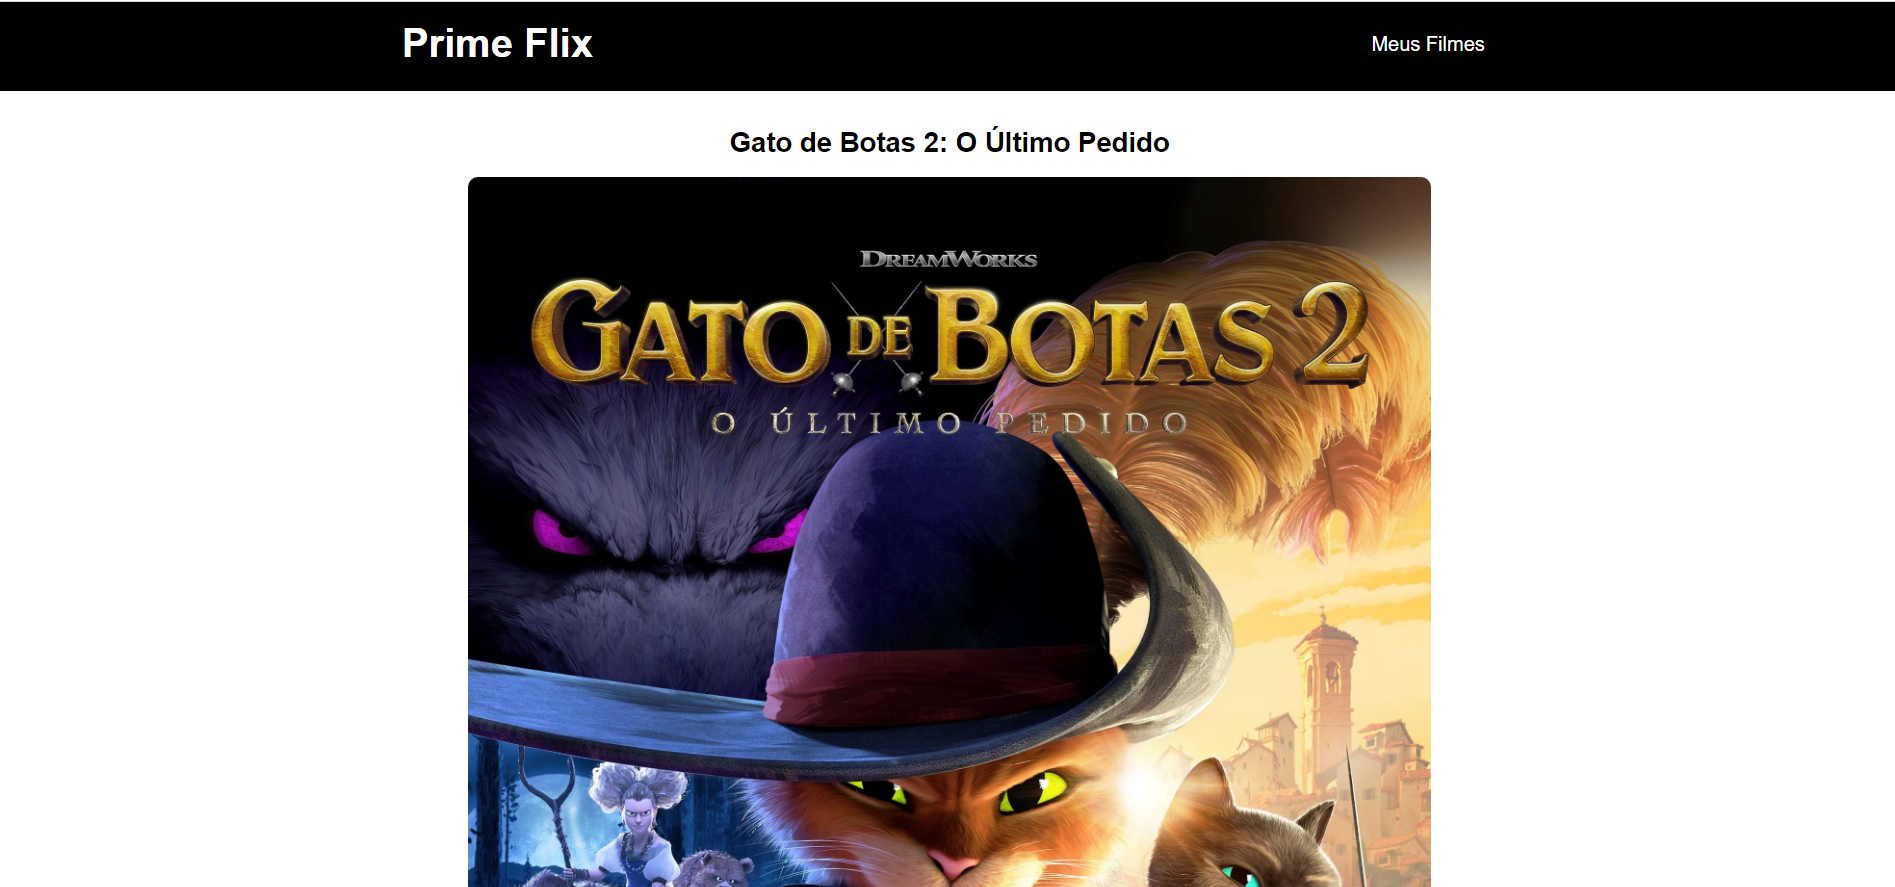 Prime Flix
Meus Filmes
Gato de Botas 2: O Último Pedido
DREAMWORKS
GATO DE BOTAS 2
O ÚLTIMO PEDIDO